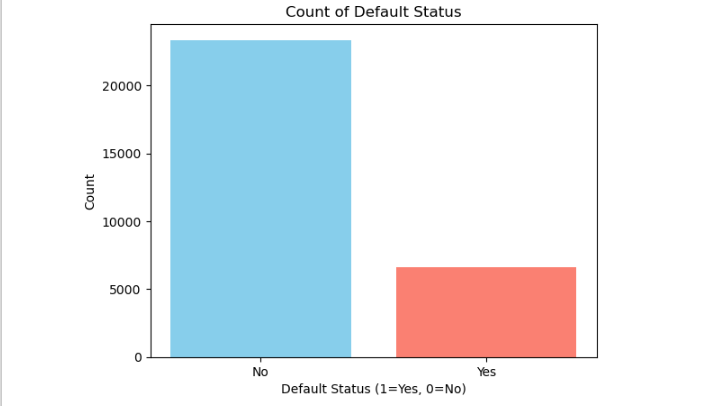 Count of Default Status
20000
15000
10000
5000
0
Count
No
Yes
Default Status (1=Yes, 0=No)